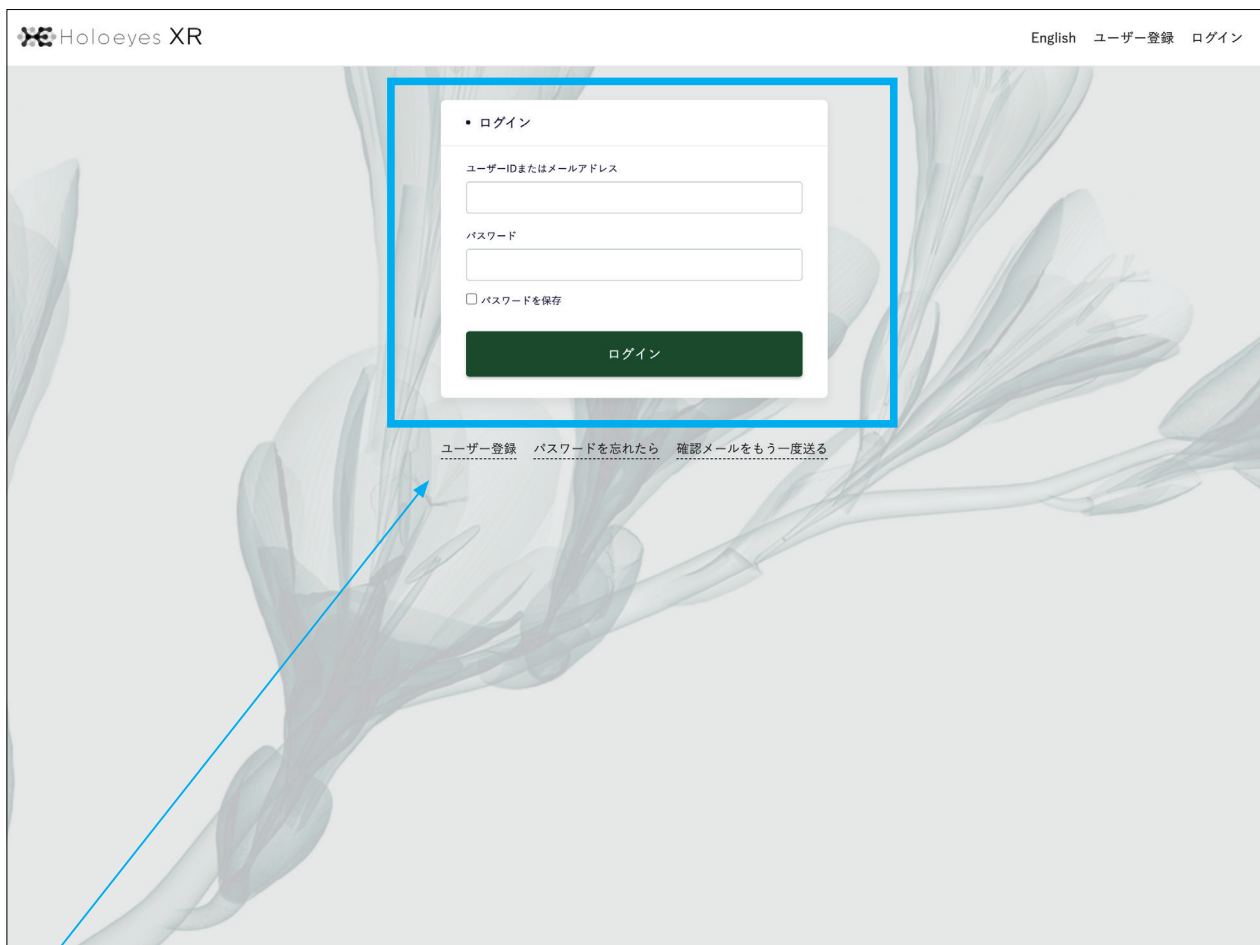 Holoeyes XR
English ユーザー登録 ログイン
• ログイン
ユーザーIDまたはメールアドレス
パスワード
パスワードを保存
ログイン
ユーザー登録 パスワードを忘れたら 確認メールをもう一度送る